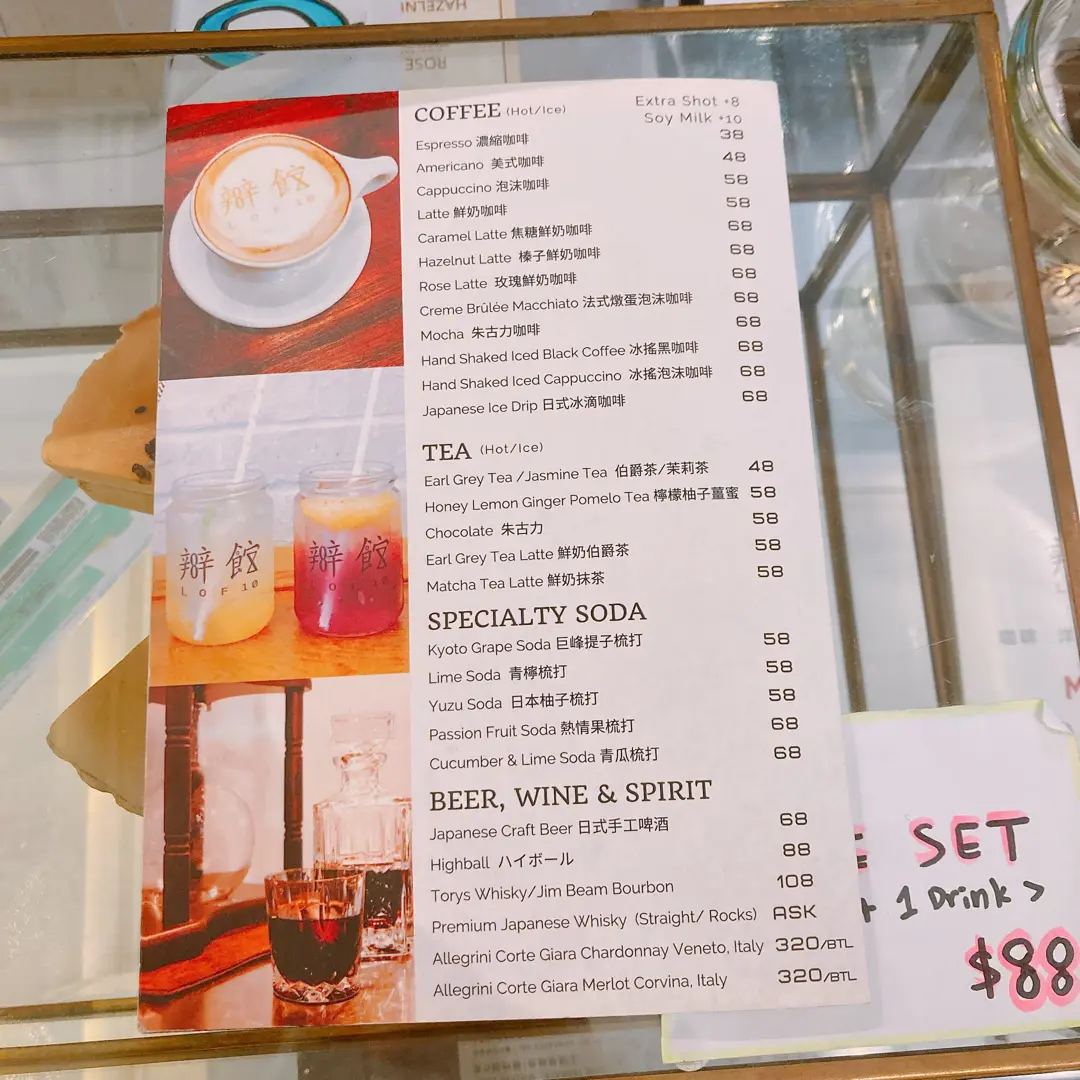 HAZELN
ROSE
COFFEE (Hot/Ice)
Extra Shot +8
Soy Milk +10
Espresso 濃縮咖啡 38
Americano 美式咖啡 48
Cappuccino 泡沫咖啡 58
Latte 鮮奶咖啡 58
Caramel Latte 焦糖鮮奶咖啡 68
Hazelnut Latte 榛子鮮奶咖啡 68
Rose Latte 玫瑰鮮奶咖啡 68
Creme Brûlée Macchiato 法式燉蛋泡沫咖啡 68
Mocha 朱古力咖啡 68
Hand Shaked Iced Black Coffee 冰搖黑咖啡 68
Hand Shaked Iced Cappuccino 冰搖泡沫咖啡 68
Japanese Ice Drip 日式冰滴咖啡 68
TEA (Hot/Ice)
Earl Grey Tea /Jasmine Tea 伯爵茶/茉莉茶 48
Honey Lemon Ginger Pomelo Tea 檸檬柚子薑蜜 58
Chocolate 朱古力 58
Earl Grey Tea Latte 鮮奶伯爵茶 58
Matcha Tea Latte 鮮奶抹茶 58
SPECIALTY SODA
Kyoto Grape Soda 巨峰提子梳打 58
Lime Soda 青檸梳打 58
Yuzu Soda 日本柚子梳打 58
Passion Fruit Soda 熱情果梳打 68
Cucumber & Lime Soda 青瓜梳打 68
BEER, WINE & SPIRIT
Japanese Craft Beer 日式手工啤酒 68
Highball ハイボール 88
Torys Whisky/Jim Beam Bourbon 108
Premium Japanese Whisky (Straight/ Rocks) ASK
Allegrini Corte Giara Chardonnay Veneto, Italy 320/BTL
Allegrini Corte Giara Merlot Corvina, Italy 320/BTL
LOF 10
LOF 10
SET
+ 1 Drink >
$88